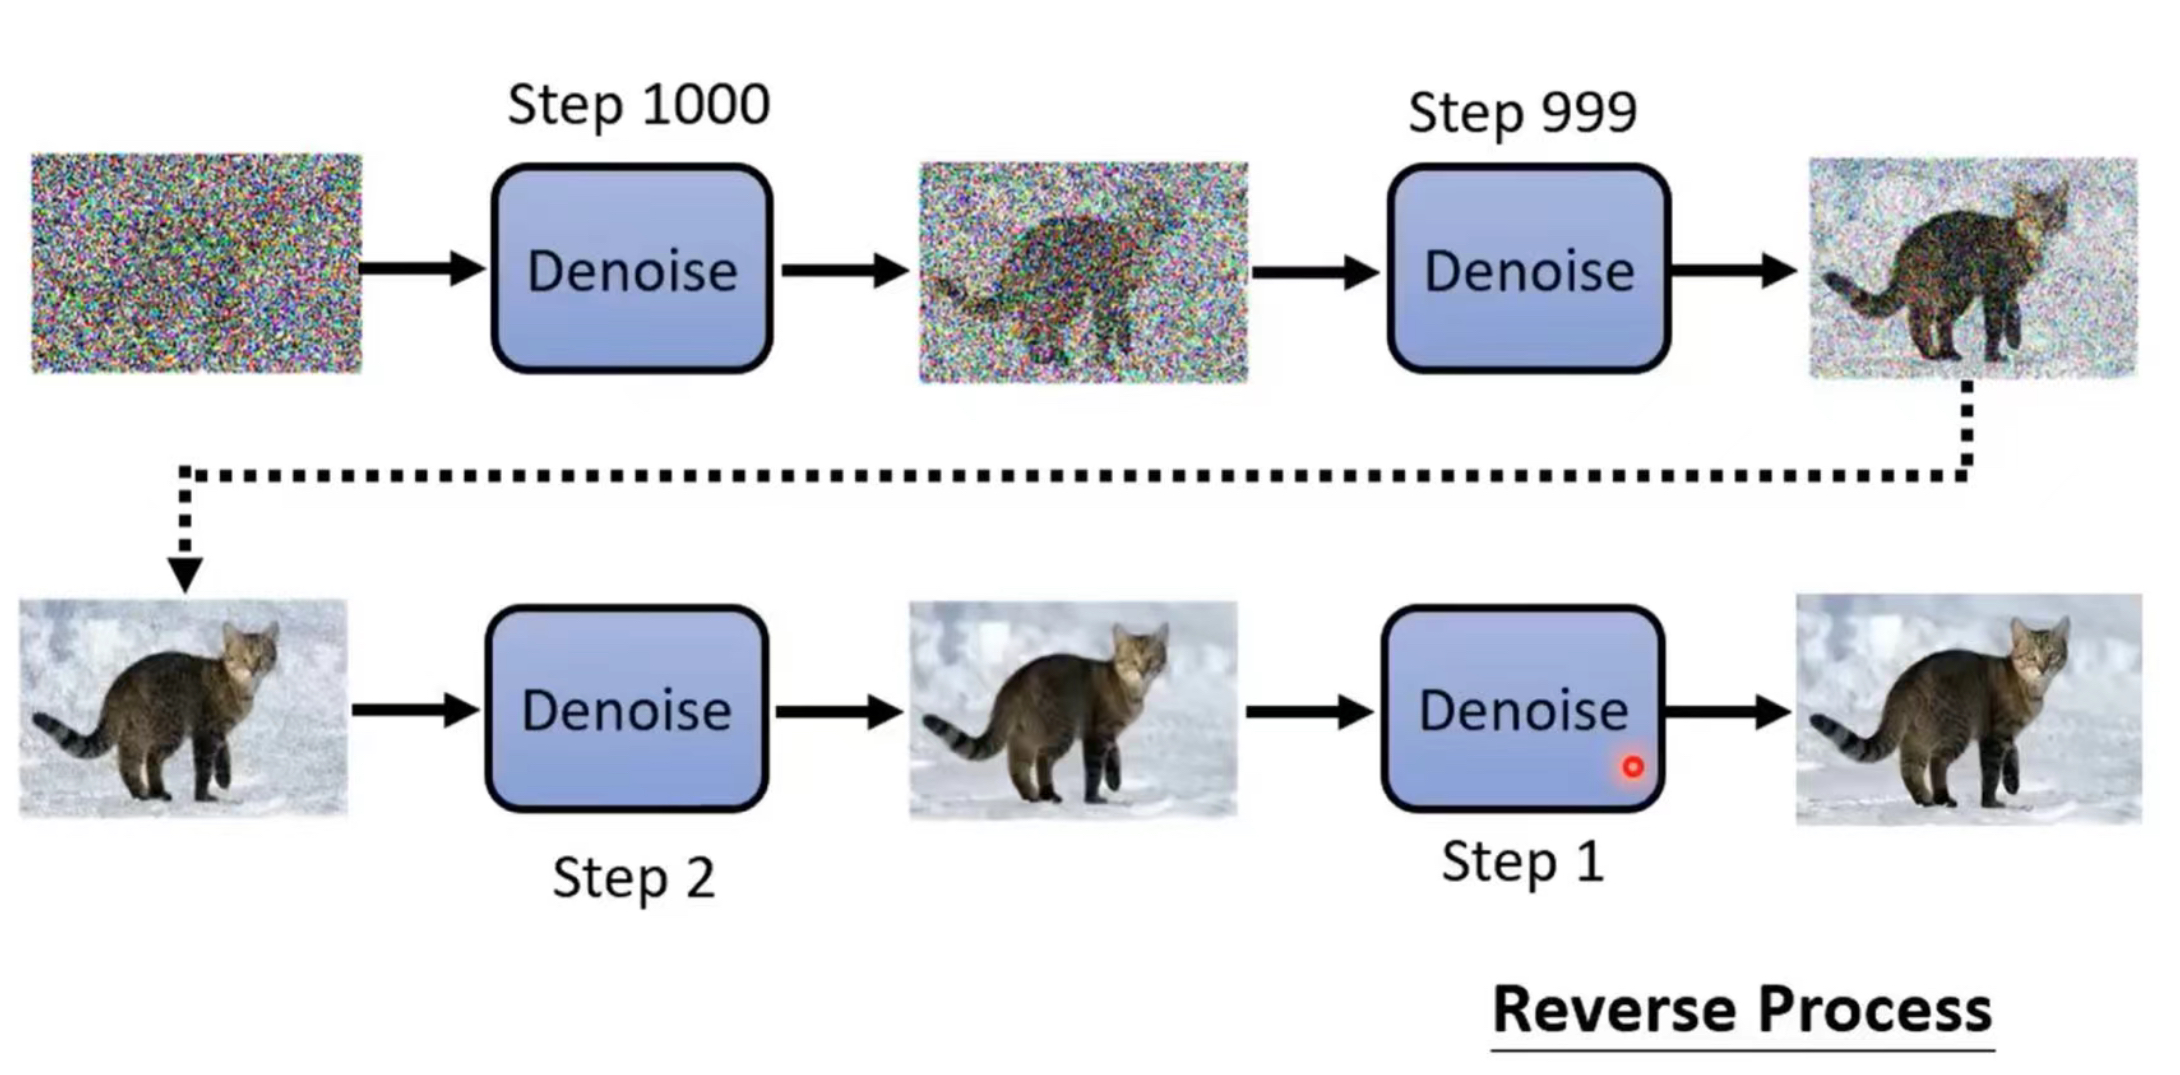 Step 1000
Step 999
Denoise
Denoise
Denoise
Denoise
Step 2
Step 1
Reverse Process